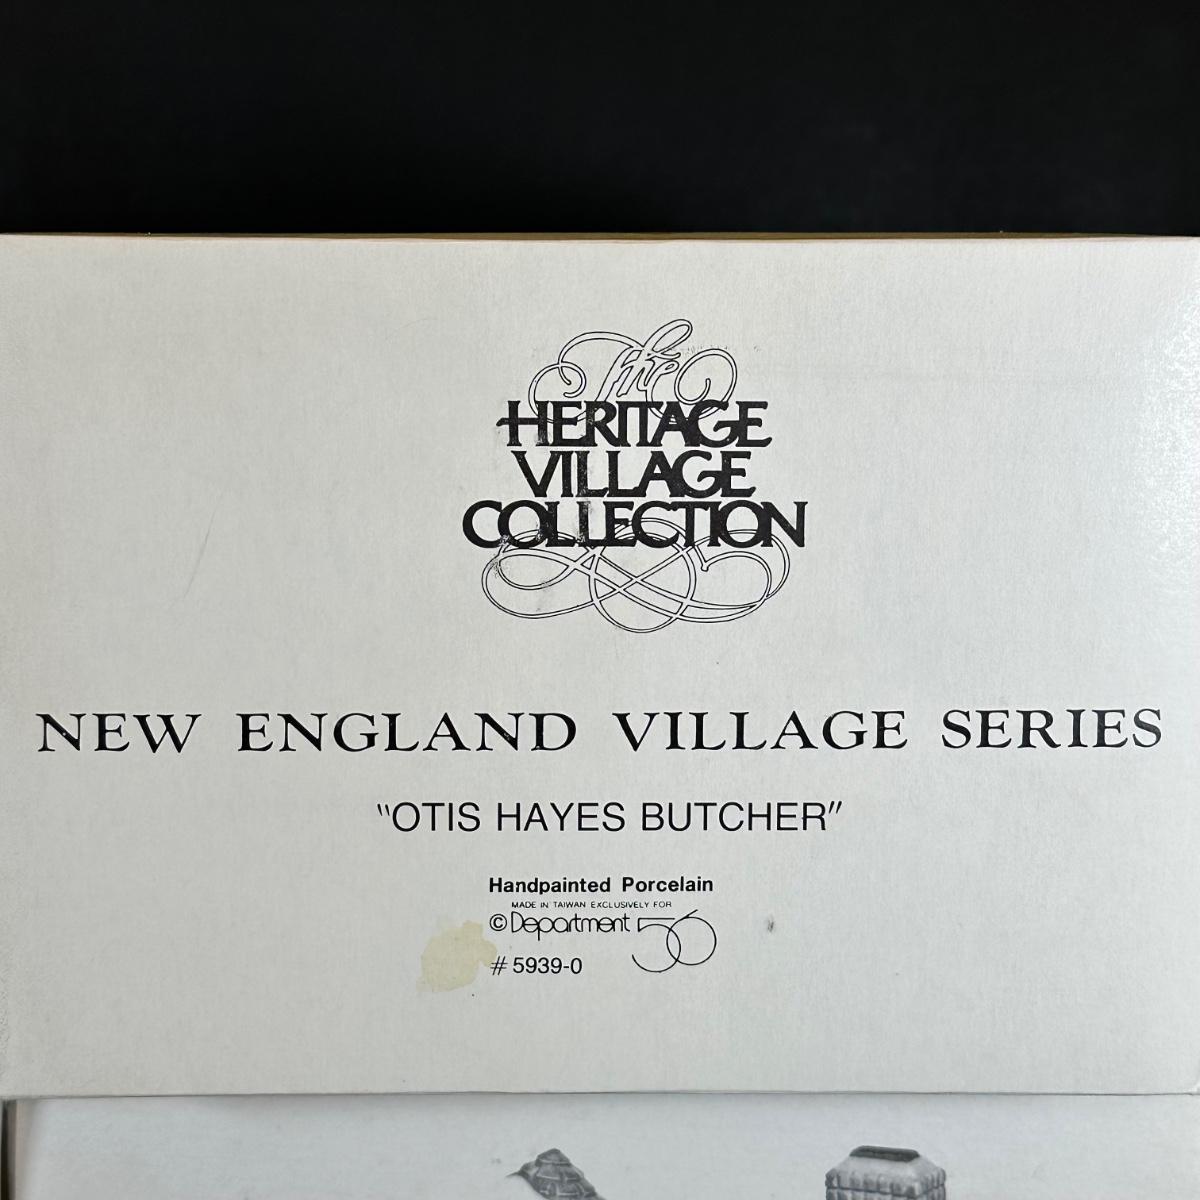 The
HERITAGE
VILLAGE
COLLECTION
NEW ENGLAND VILLAGE SERIES
"OTIS HAYES BUTCHER"
Handpainted Porcelain
MADE IN TAIWAN EXCLUSIVELY FOR
© Department 56
# 5939-0